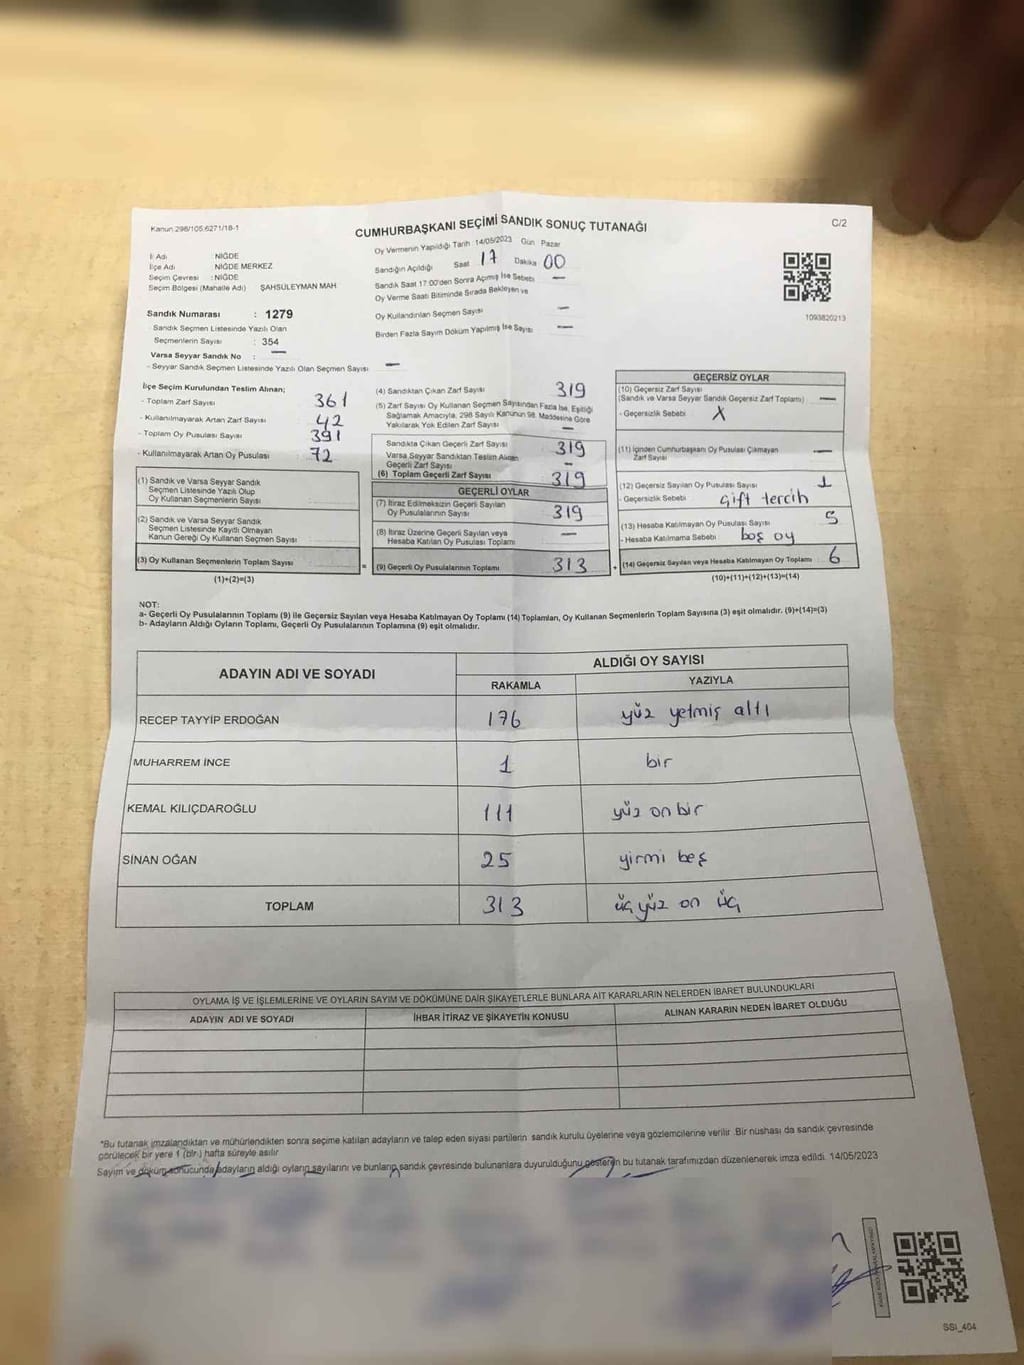 Kanun 298/105,6271/18-1
CUMHURBAŞKANI SEÇİMİ SANDIK SONUÇ TUTANAĞI
C/2
İl Adı : NİĞDE
İlçe Adı : NİĞDE MERKEZ
Seçim Çevresi : NİĞDE
Seçim Bölgesi (Mahalle Adı) ŞAHSÜLEYMAN MAH
Sandık Numarası : 1279
Sandık Seçmen Listesinde Yazılı Olan
Seçmenlerin Sayısı : 354
Varsa Seyyar Sandık No : —
- Seyyar Sandık Seçmen Listesinde Yazılı Olan Seçmen Sayısı —
Oy Vermenin Yapıldığı Tarih 14/05/2023 Gün Pazar
Sandığın Açıldığı Saat 17 Dakika 00
Sandık Saat 17:00'den Sonra Açımış İse Sebebi —
Oy Verme Saati Bitiminde Sırada Bekleyen ve
Oy Kullandırılan Seçmen Sayısı —
Birden Fazla Sayım Döküm Yapılmış İse Sayısı —
1093820213
İlçe Seçim Kurulundan Teslim Alınan;
- Toplam Zarf Sayısı 361
- Kullanılmayarak Artan Zarf Sayısı 42
- Toplam Oy Pusulası Sayısı 391
- Kullanılmayarak Artan Oy Pusulası 72
(1) Sandık ve Varsa Seyyar Sandık
Seçmen Listesinde Yazılı Olup
Oy Kullanan Seçmenlerin Sayısı
(2) Sandık ve Varsa Seyyar Sandık
Seçmen Listesinde Kayıtlı Olmayan
Kanun Gereği Oy Kullanan Seçmen Sayısı
(3) Oy Kullanan Seçmenlerin Toplam Sayısı
(1)+(2)=(3)
(4) Sandıktan Çıkan Zarf Sayısı 319
(5) Zarf Sayısı Oy Kullanan Seçmen Sayısından Fazla İse, Eşitliği
Sağlamak Amacıyla, 298 Sayılı Kanunun 98. Maddesine Göre
Yakılarak Yok Edilen Zarf Sayısı —
Sandıkta Çıkan Geçerli Zarf Sayısı 319
Varsa Seyyar Sandıktan Teslim Alınan
Geçerli Zarf Sayısı —
(6) Toplam Geçerli Zarf Sayısı 319
GEÇERLİ OYLAR
(7) İtiraz Edilmeksizin Geçerli Sayılan
Oy Pusulalarının Sayısı 319
(8) İtiraz Üzerine Geçerli Sayılan veya
Hesaba Katılan Oy Pusulası Toplamı —
= (9) Geçerli Oy Pusulalarının Toplamı 313
GEÇERSİZ OYLAR
(10) Geçersiz Zarf Sayısı
(Sandık ve Varsa Seyyar Sandık Geçersiz Zarf Toplamı) —
- Geçersizlik Sebebi X
(11) İçinden Cumhurbaşkanı Oy Pusulası Çıkmayan
Zarf Sayısı —
(12) Geçersiz Sayılan Oy Pusulası Sayısı 1
- Geçersizlik Sebebi Çift tercih
(13) Hesaba Katılmayan Oy Pusulası Sayısı 5
- Hesaba Katılmama Sebebi boş oy
+ (14) Geçersiz Sayılan veya Hesaba Katılmayan Oy Toplamı 6
(10)+(11)+(12)+(13)=(14)
NOT:
a- Geçerli Oy Pusulalarının Toplamı (9) ile Geçersiz Sayılan veya Hesaba Katılmayan Oy Toplamı (14) Toplamları, Oy Kullanan Seçmenlerin Toplam Sayısına (3) eşit olmalıdır. (9)+(14)=(3)
b- Adayların Aldığı Oyların Toplamı, Geçerli Oy Pusulalarının Toplamına (9) eşit olmalıdır.
ADAYIN ADI VE SOYADI
ALDIĞI OY SAYISI
RAKAMLA YAZIYLA
RECEP TAYYİP ERDOĞAN 176 yüz yetmiş altı
MUHARREM İNCE 1 bir
KEMAL KILIÇDAROĞLU 111 yüz on bir
SİNAN OĞAN 25 yirmi beş
TOPLAM 313 üç yüz on üç
OYLAMA İŞ VE İŞLEMLERİNE VE OYLARIN SAYIM VE DÖKÜMÜNE DAİR ŞİKAYETLERLE BUNLARA AİT KARARLARIN NELERDEN İBARET BULUNDUKLARI
ADAYIN ADI VE SOYADI İHBAR İTİRAZ VE ŞİKAYETİN KONUSU ALINAN KARARIN NEDEN İBARET OLDUĞU
*Bu tutanak imzalandıktan ve mühürlendikten sonra seçime katılan adayların ve talep eden siyasi partilerin sandık kurulu üyelerine veya gözlemcilerine verilir. Bir nüshası da sandık çevresinde
görülecek bir yere 1 (bir) hafta süreyle asılır
Sayım ve döküm sonucunda adayların aldığı oyların sayılarını ve bunların sandık çevresinde bulunanlara duyurulduğunu gösteren bu tutanak tarafımızdan düzenlenerek imza edildi. 14/05/2023
SSI_404